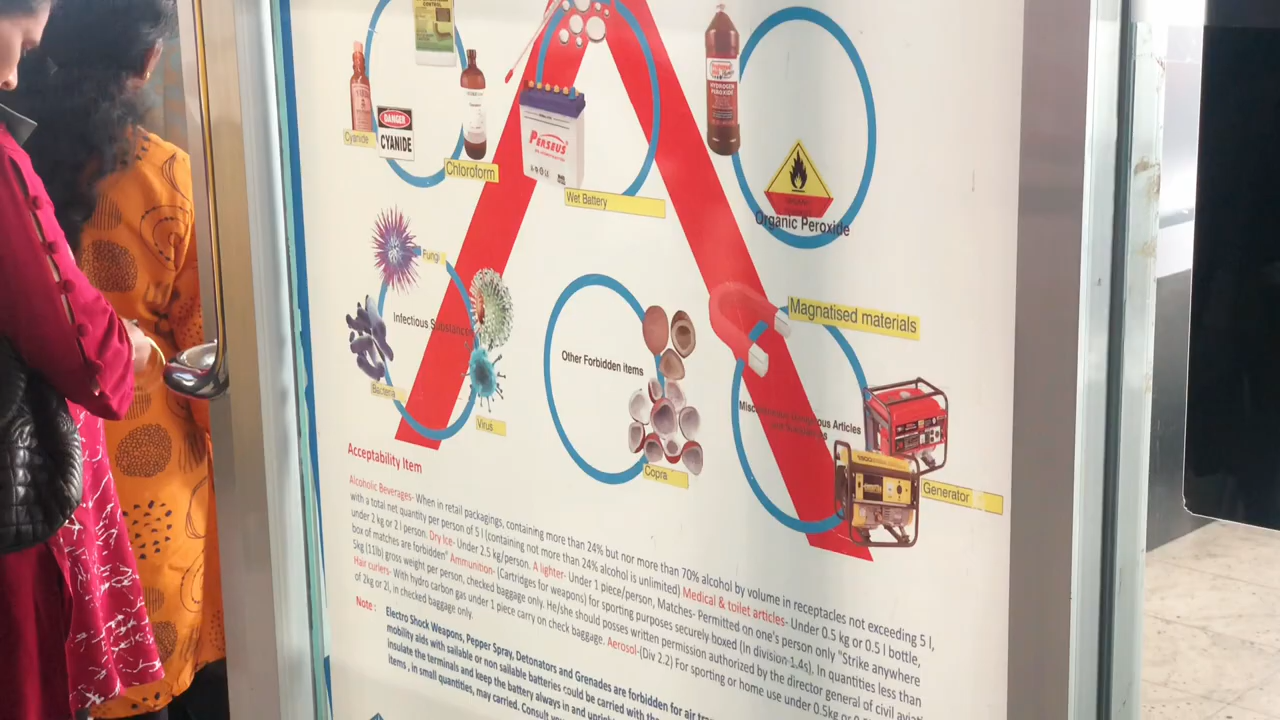 CONTROL
HYDROGEN
PEROXIDE
Cyanide
DANGER
CYANIDE
Chloroform
PERSEUS
Wet Battery
Organic Peroxide
Fungi
Infectious Substance
Bacteria
Virus
Other Forbidden items
Copra
Magnatised materials
Miscellaneous Dangerous Articles
Generator
Acceptability Item
Alcoholic Beverages- When in retail packagings, containing more than 24% but nor more than 70% alcohol by volume in receptacles not exceeding 5 l,
with a total net quantity per person of 5 l (containing not more than 24% alcohol is unlimited) Medical & toilet articles- Under 0.5 kg or 0.5 l bottle,
under 2 kg or 2 l person. Dry Ice- Under 2.5 kg/person. A lighter- Under 1 piece/person, Matches- Permitted on one's person only "Strike anywhere
box of matches are forbidden" Ammunition- (Cartridges for weapons) for sporting purposes securely boxed (In division-1.4s). In quantities less than
5kg (11lb) gross weight per person, checked baggage only. He/she should posses written permission authorized by the director general of civil aviati
Hair curlers- With hydro carbon gas under 1 piece carry on check baggage. Aerosol-(Div 2.2) For sporting or home use under 0.5kg or
of 2kg or 2l, in checked baggage only.
Note :
Electro Shock Weapons, Pepper Spray, Detonators and Grenades are forbidden for air
mobility aids with sailable or non sailable batteries could be carried with the
insulate the terminals and keep the battery always in and
items , in small quantities, may carried. Consult